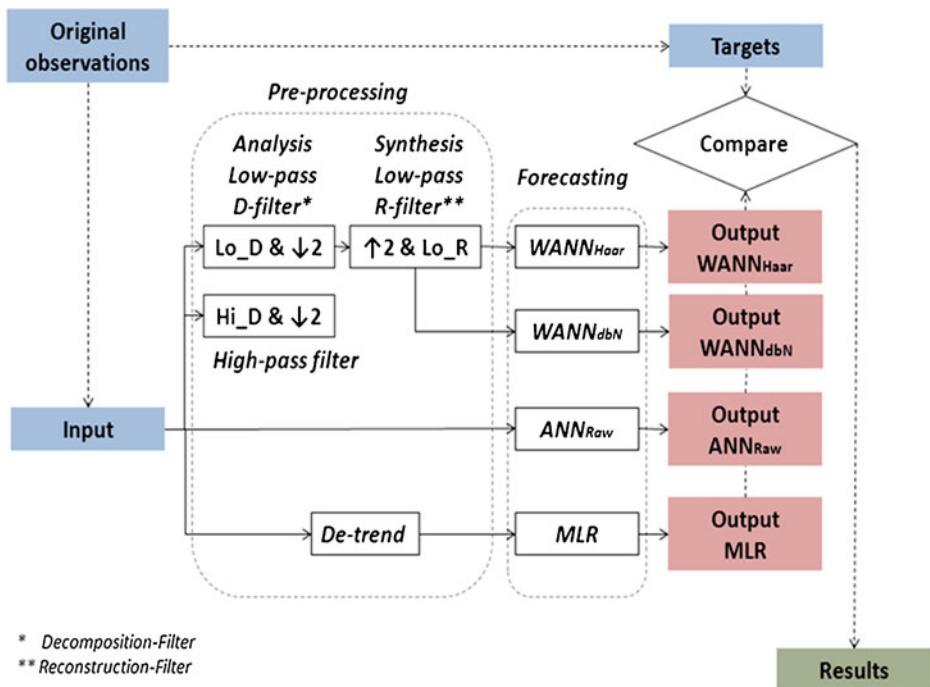 Original
observations
Targets
Pre-processing
Compare
Analysis
Low-pass
D-filter*
Synthesis
Low-pass
R-filter**
Forecasting
Lo_D & ↓2
↑2 & Lo_R
WANNHaar
Output
WANNHaar
Hi_D & ↓2
High-pass filter
WANNdbN
Output
WANNdbN
Input
ANNRaw
Output
ANNRaw
De-trend
MLR
Output
MLR
* Decomposition-Filter
** Reconstruction-Filter
Results